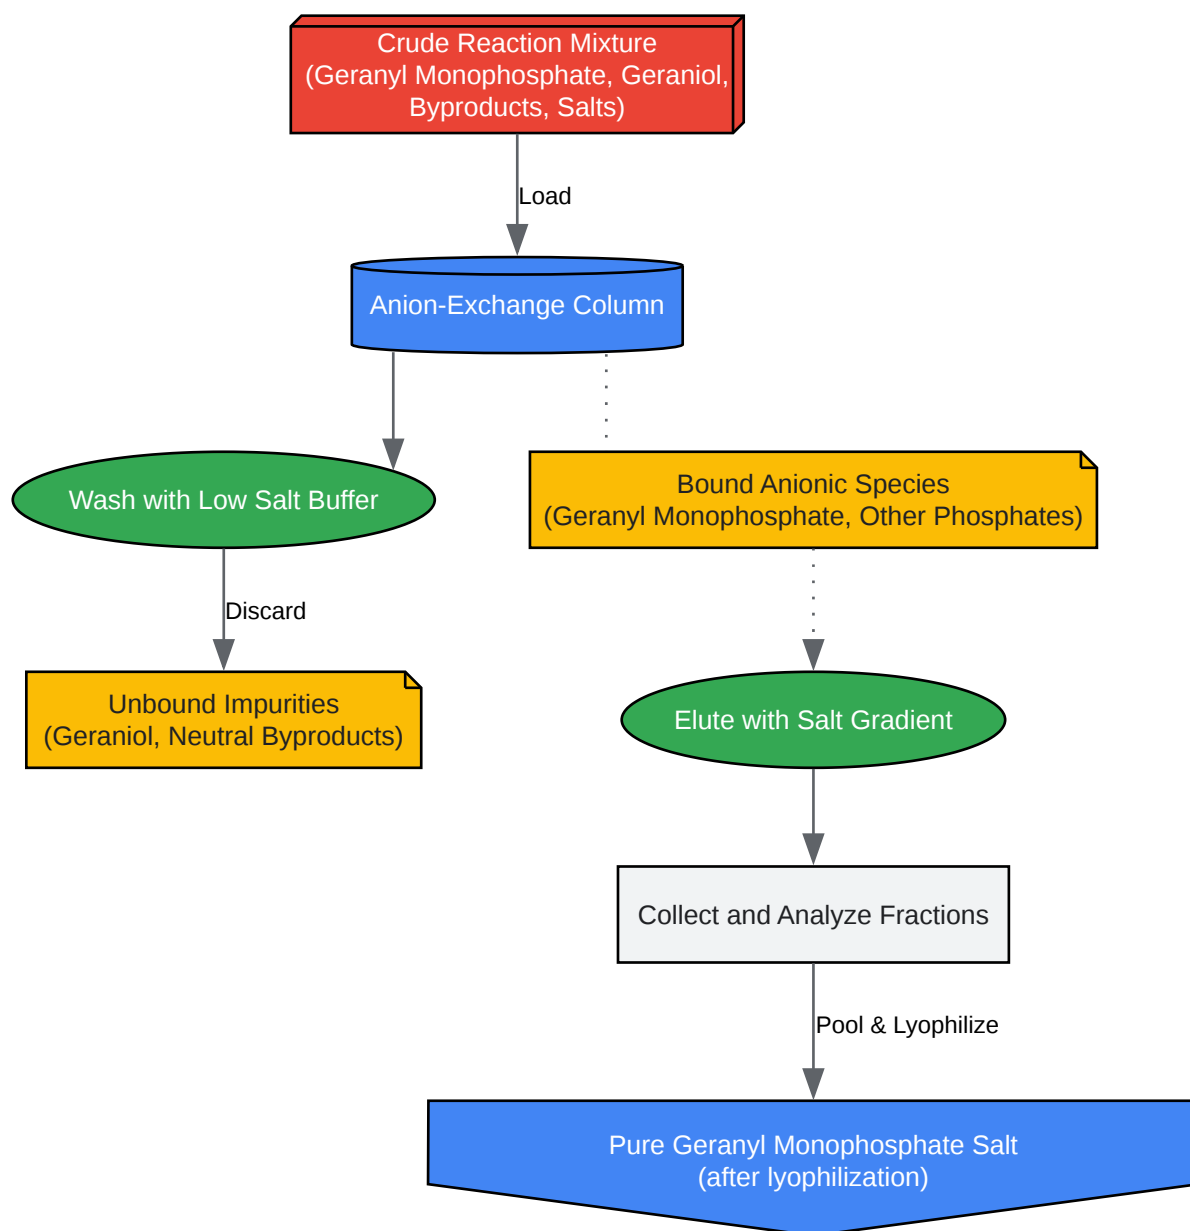 Crude Reaction Mixture
(Geranyl Monophosphate, Geraniol,
Byproducts, Salts)
Load
Anion-Exchange Column
Wash with Low Salt Buffer
Bound Anionic Species
(Geranyl Monophosphate, Other Phosphates)
Discard
Unbound Impurities
(Geraniol, Neutral Byproducts)
Elute with Salt Gradient
Collect and Analyze Fractions
Pool & Lyophilize
Pure Geranyl Monophosphate Salt
(after lyophilization)